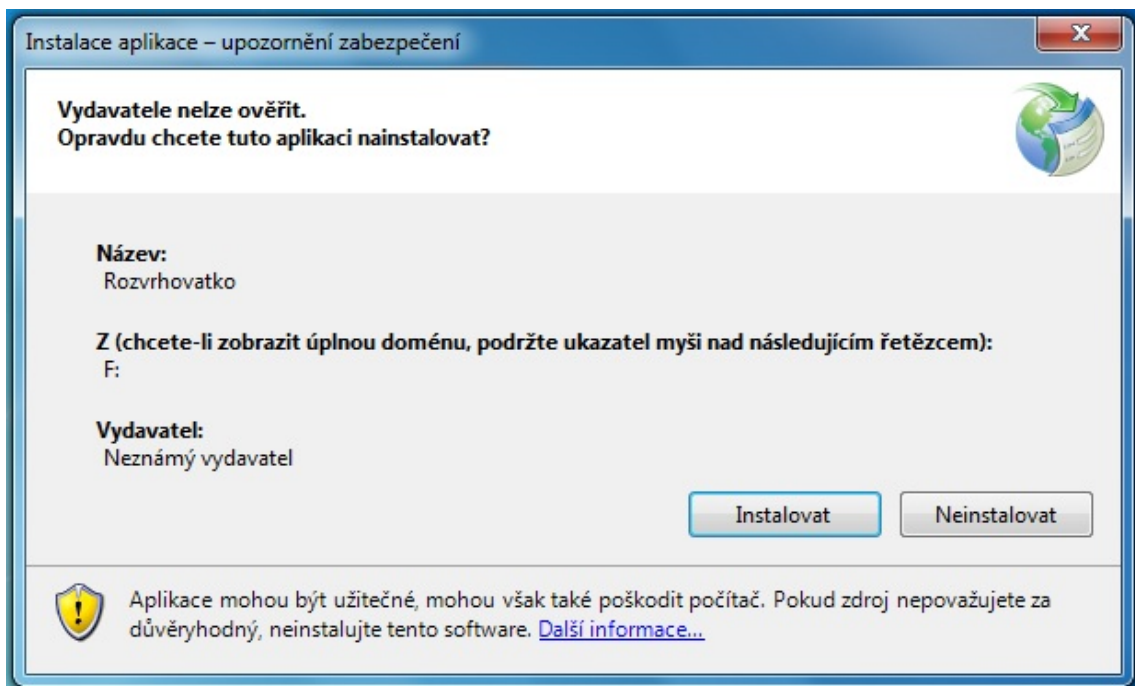 Instalace aplikace – upozornění zabezpečení
Vydavatele nelze ověřit.
Opravdu chcete tuto aplikaci nainstalovat?
Název:
Rozvrhovatko
Z (chcete-li zobrazit úplnou doménu, podržte ukazatel myši nad následujícím řetězcem):
F:
Vydavatel:
Neznámý vydavatel
Instalovat
Neinstalovat
Aplikace mohou být užitečné, mohou však také poškodit počítač. Pokud zdroj nepovažujete za
důvěryhodný, neinstalujte tento software. Další informace...